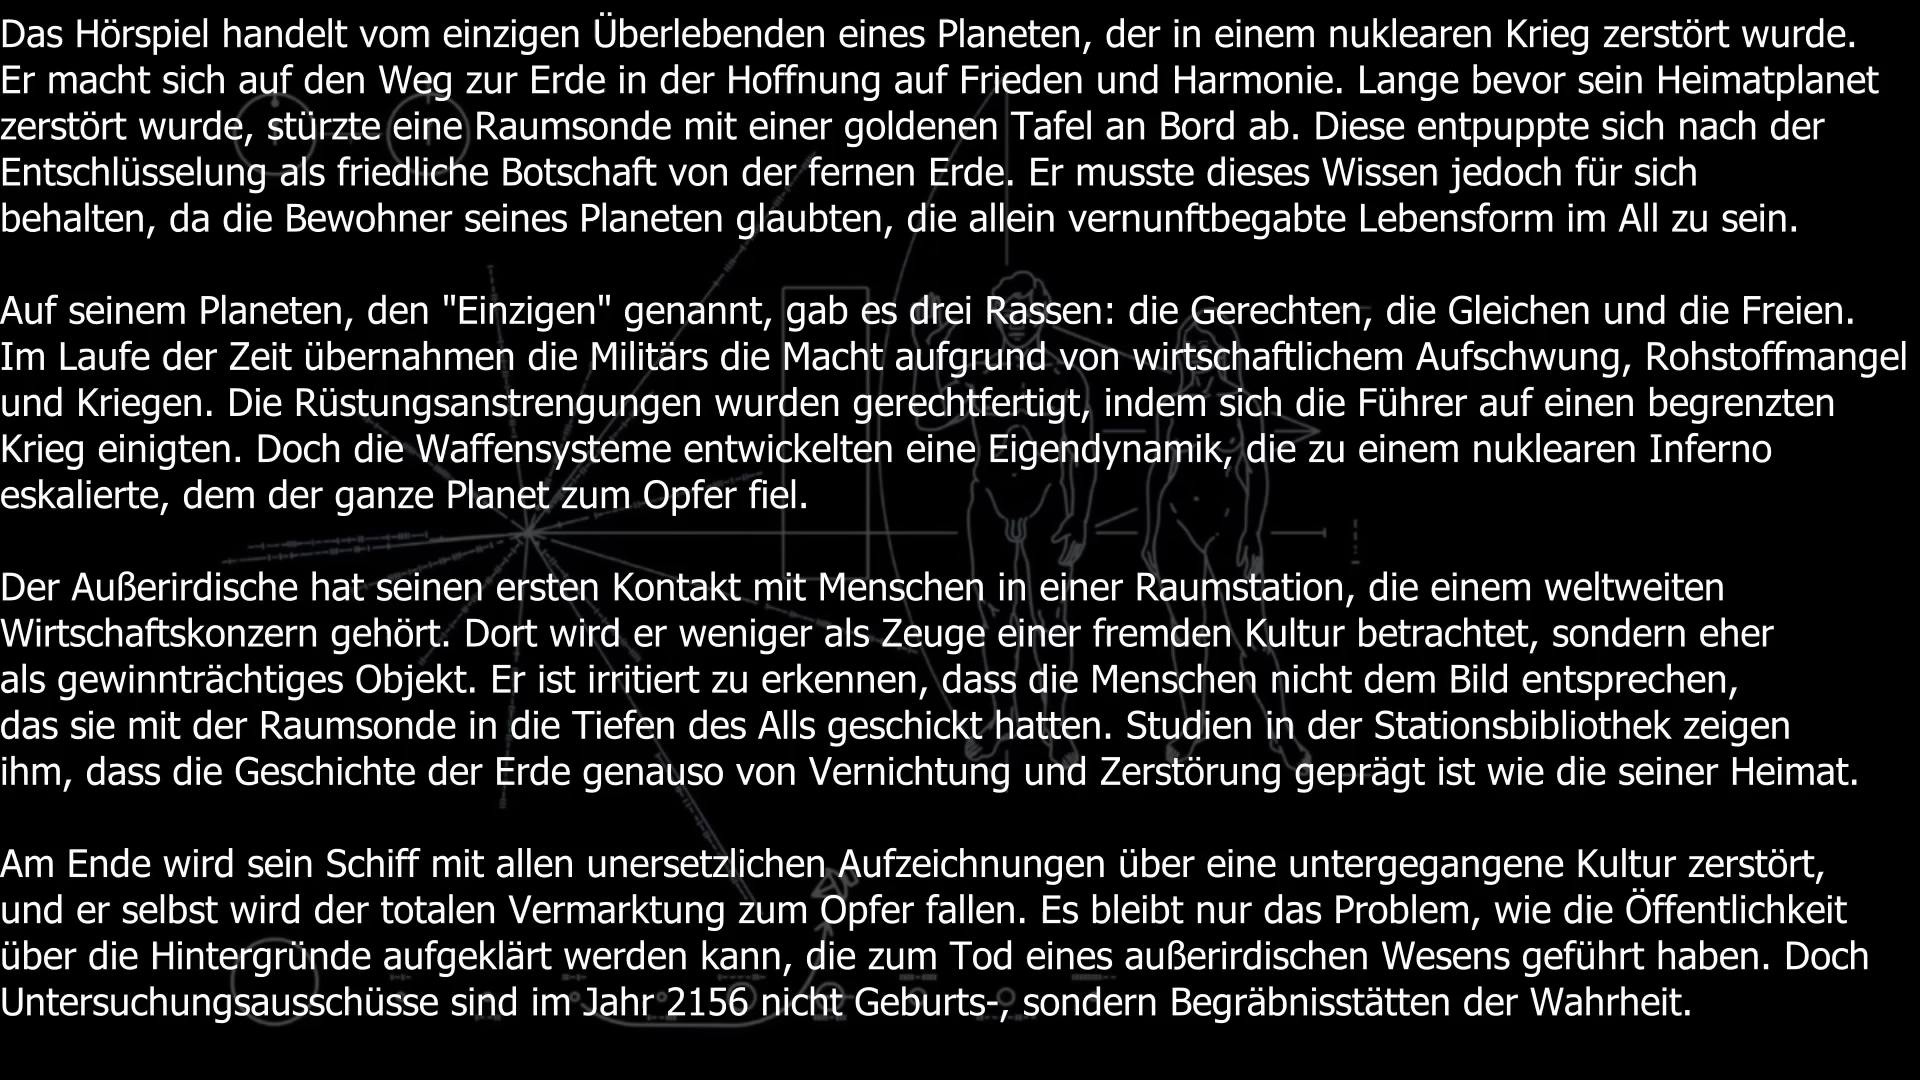 Das Hörspiel handelt vom einzigen Überlebenden eines Planeten, der in einem nuklearen Krieg zerstört wurde.
Er macht sich auf den Weg zur Erde in der Hoffnung auf Frieden und Harmonie. Lange bevor sein Heimatplanet
zerstört wurde, stürzte eine Raumsonde mit einer goldenen Tafel an Bord ab. Diese entpuppte sich nach der
Entschlüsselung als friedliche Botschaft von der fernen Erde. Er musste dieses Wissen jedoch für sich
behalten, da die Bewohner seines Planeten glaubten, die allein vernunftbegabte Lebensform im All zu sein.
Auf seinem Planeten, den "Einzigen" genannt, gab es drei Rassen: die Gerechten, die Gleichen und die Freien.
Im Laufe der Zeit übernahmen die Militärs die Macht aufgrund von wirtschaftlichem Aufschwung, Rohstoffmangel
und Kriegen. Die Rüstungsanstrengungen wurden gerechtfertigt, indem sich die Führer auf einen begrenzten
Krieg einigten. Doch die Waffensysteme entwickelten eine Eigendynamik, die zu einem nuklearen Inferno
eskalierte, dem der ganze Planet zum Opfer fiel.
Der Außerirdische hat seinen ersten Kontakt mit Menschen in einer Raumstation, die einem weltweiten
Wirtschaftskonzern gehört. Dort wird er weniger als Zeuge einer fremden Kultur betrachtet, sondern eher
als gewinnträchtiges Objekt. Er ist irritiert zu erkennen, dass die Menschen nicht dem Bild entsprechen,
das sie mit der Raumsonde in die Tiefen des Alls geschickt hatten. Studien in der Stationsbibliothek zeigen
ihm, dass die Geschichte der Erde genauso von Vernichtung und Zerstörung geprägt ist wie die seiner Heimat.
Am Ende wird sein Schiff mit allen unersetzlichen Aufzeichnungen über eine untergegangene Kultur zerstört,
und er selbst wird der totalen Vermarktung zum Opfer fallen. Es bleibt nur das Problem, wie die Öffentlichkeit
über die Hintergründe aufgeklärt werden kann, die zum Tod eines außerirdischen Wesens geführt haben. Doch
Untersuchungsausschüsse sind im Jahr 2156 nicht Geburts-, sondern Begräbnisstätten der Wahrheit.